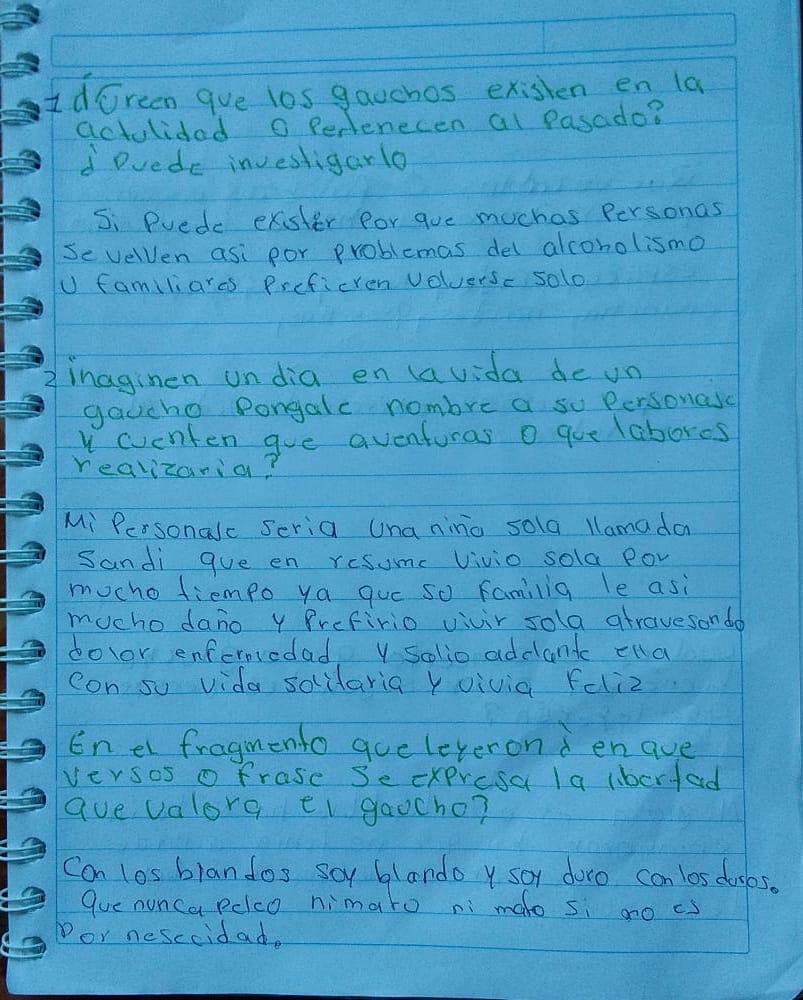 1 ¿Creen que los gauchos existen en la
actulidad o Pertenecen al Pasado?
¿Puede investigarlo
Si Puede exister Por que muchas Personas
se velven asi por problemas del alcoholismo
u familiares Prefieren volverse solo
2 inaginen un dia en la vida de un
gaucho Pongale nombre a su Personaje
y cuenten que aventuras o que labores
realizaria?
Mi Personaje seria una niña sola llamada
Sandi que en resume vivio sola por
mucho tiempo ya que su familia le asi
mucho daño y Prefirio vivir sola atravesondo
dolor enfermedad y salio adelante ella
con su vida solitaria y vivia feliz
En el fragmento que leyeron ¿ en que
versos o frase se expresa la libertad
que valora el gaucho?
Con los blandos soy blando y soy duro con los duros.
que nunca peleo ni mato si no es
por nesecidad.